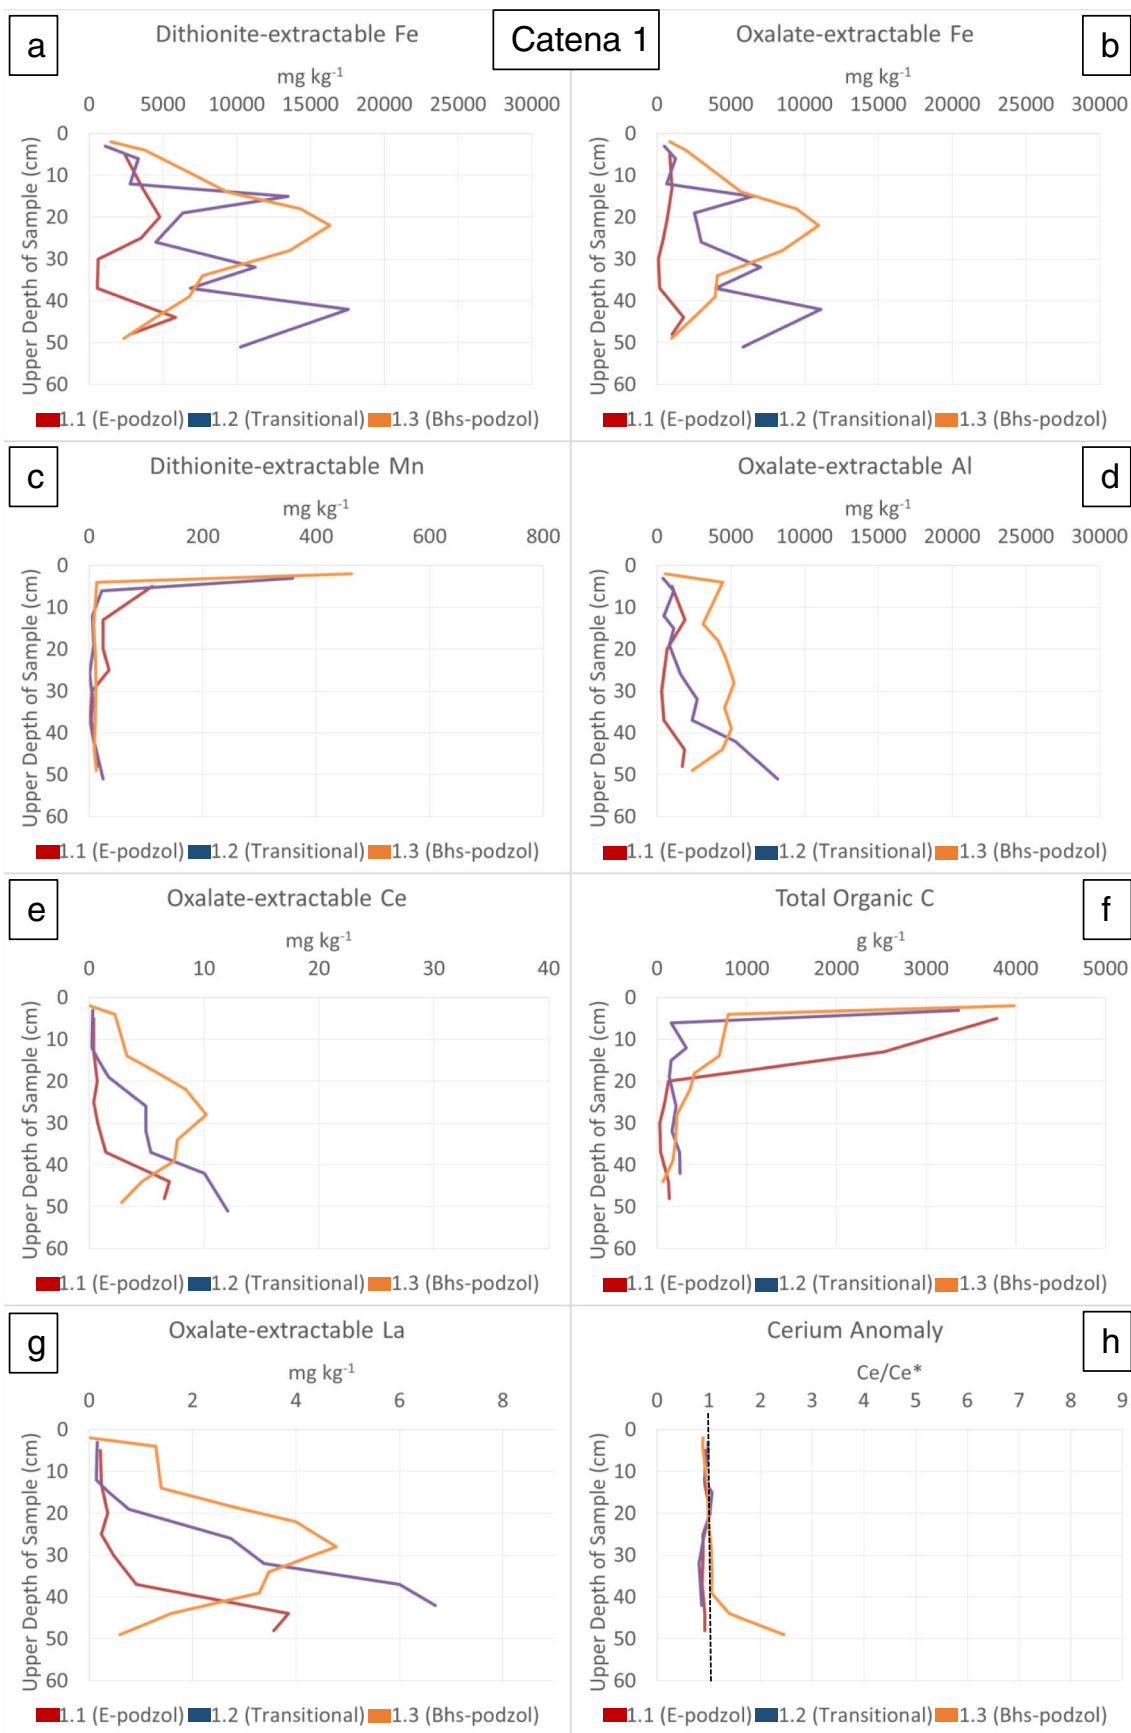 Catena 1
a
Dithionite-extractable Fe
mg kg-1
0 5000 10000 15000 20000 25000 30000
Upper Depth of Sample (cm)
0
10
20
30
40
50
60
1.1 (E-podzol) 1.2 (Transitional) 1.3 (Bhs-podzol)
b
Oxalate-extractable Fe
mg kg-1
0 5000 10000 15000 20000 25000 30000
Upper Depth of Sample (cm)
0
10
20
30
40
50
60
1.1 (E-podzol) 1.2 (Transitional) 1.3 (Bhs-podzol)
c
Dithionite-extractable Mn
mg kg-1
0 200 400 600 800
Upper Depth of Sample (cm)
0
10
20
30
40
50
60
1.1 (E-podzol) 1.2 (Transitional) 1.3 (Bhs-podzol)
d
Oxalate-extractable Al
mg kg-1
0 5000 10000 15000 20000 25000 30000
Upper Depth of Sample (cm)
0
10
20
30
40
50
60
1.1 (E-podzol) 1.2 (Transitional) 1.3 (Bhs-podzol)
e
Oxalate-extractable Ce
mg kg-1
0 10 20 30 40
Upper Depth of Sample (cm)
0
10
20
30
40
50
60
1.1 (E-podzol) 1.2 (Transitional) 1.3 (Bhs-podzol)
f
Total Organic C
g kg-1
0 1000 2000 3000 4000 5000
Upper Depth of Sample (cm)
0
10
20
30
40
50
60
1.1 (E-podzol) 1.2 (Transitional) 1.3 (Bhs-podzol)
g
Oxalate-extractable La
mg kg-1
0 2 4 6 8
Upper Depth of Sample (cm)
0
10
20
30
40
50
60
1.1 (E-podzol) 1.2 (Transitional) 1.3 (Bhs-podzol)
h
Cerium Anomaly
Ce/Ce*
0 1 2 3 4 5 6 7 8 9
Upper Depth of Sample (cm)
0
10
20
30
40
50
60
1.1 (E-podzol) 1.2 (Transitional) 1.3 (Bhs-podzol)